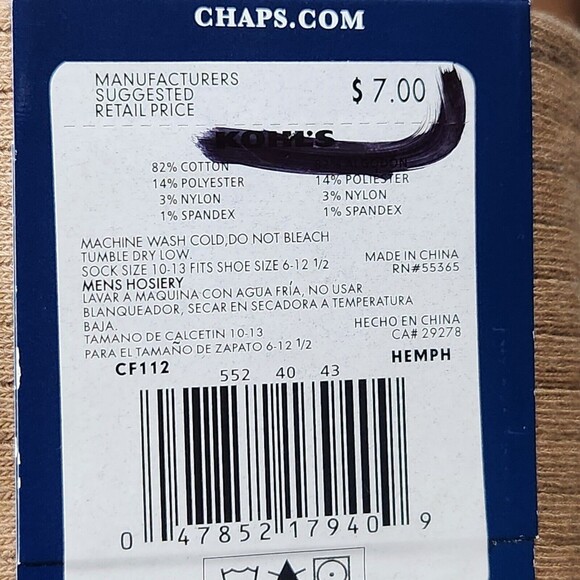 CHAPS.COM
MANUFACTURERS
SUGGESTED
RETAIL PRICE
$ 7.00
KOHL'S
82% COTTON
14% POLYESTER
3% NYLON
1% SPANDEX
14% POLIESTER
3% NYLON
1% SPANDEX
MACHINE WASH COLD,DO NOT BLEACH
TUMBLE DRY LOW.
SOCK SIZE 10-13 FITS SHOE SIZE 6-12 1/2
MADE IN CHINA
RN#55365
MENS HOSIERY
LAVAR A MAQUINA CON AGUA FRÍA, NO USAR
BLANQUEADOR, SECAR EN SECADORA A TEMPERATURA
BAJA.
TAMANO DE CALCETIN 10-13
PARA EL TAMAÑO DE ZAPATO 6-12 1/2
HECHO EN CHINA
CA# 29278
CF112
HEMPH
552 40 43
0 47852 17940 9